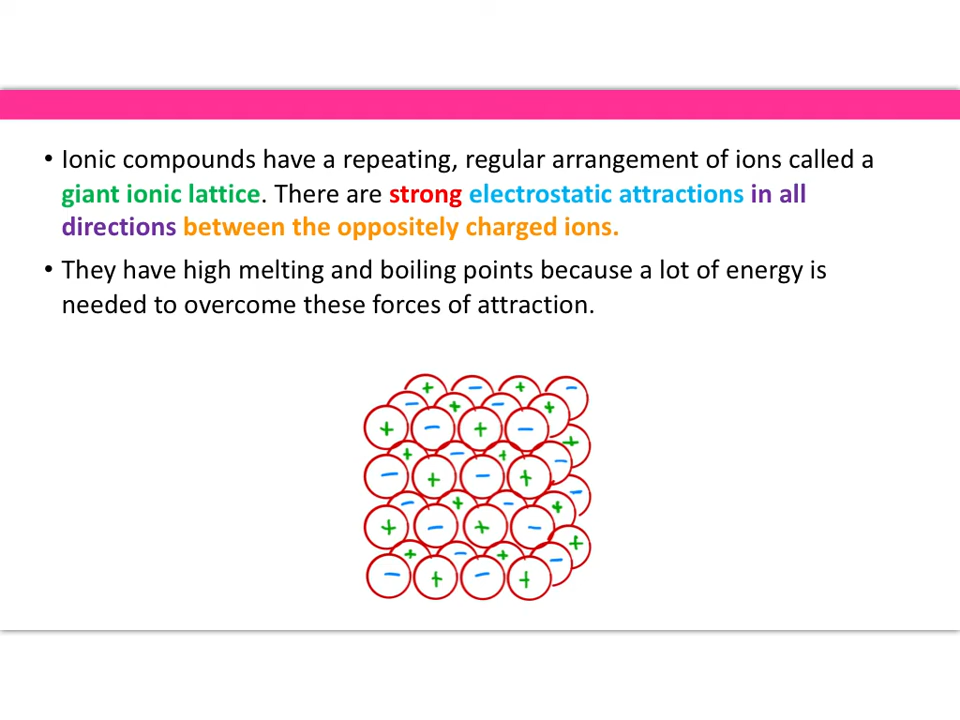 • Ionic compounds have a repeating, regular arrangement of ions called a
giant ionic lattice. There are strong electrostatic attractions in all
directions between the oppositely charged ions.
• They have high melting and boiling points because a lot of energy is
needed to overcome these forces of attraction.
+ − + −
− + − +
+ − + −
+
+ − + −
− + − +
−
+ − + −
− + − +
+
+ − + −
− + − +